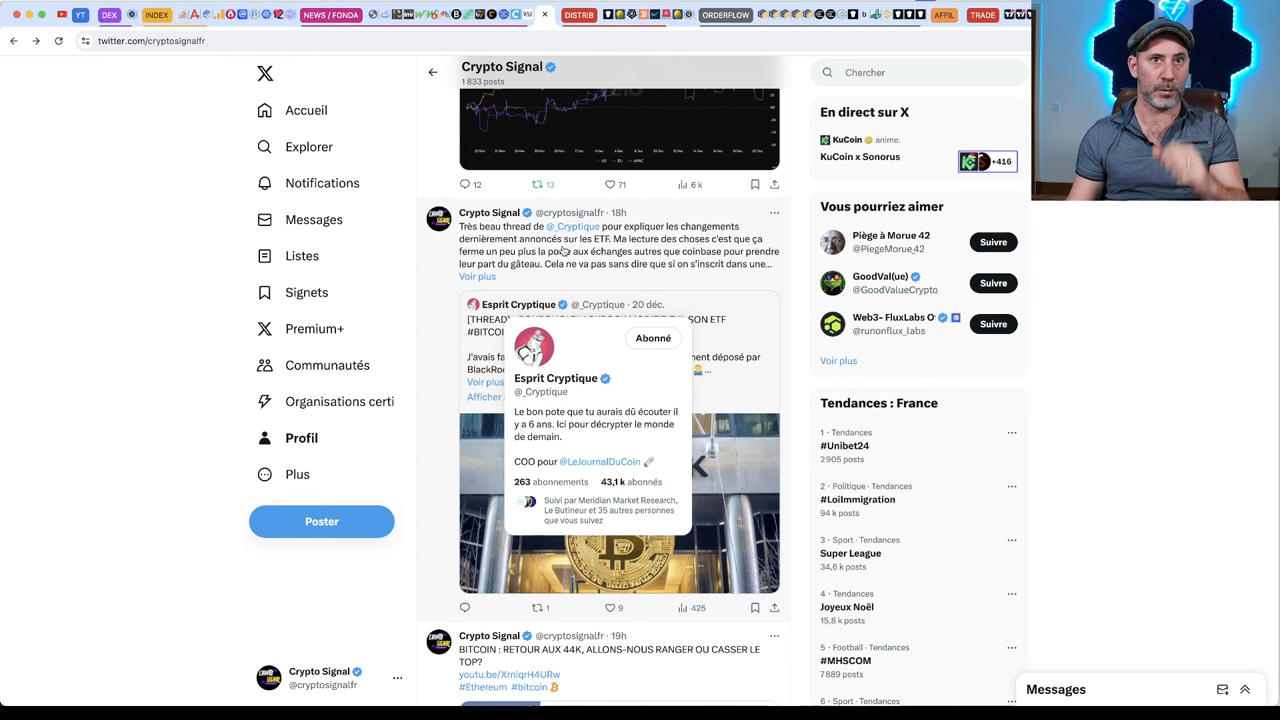 YT
DEX
INDEX
NEWS / FONDA
DISTRIB
ORDERFLOW
AFFIL
TRADE
twitter.com/cryptosignalfr
Accueil
Explorer
Notifications
Messages
Listes
Signets
Premium+
Communautés
Organisations certi
Profil
Plus
Poster
Crypto Signal
@cryptosignalfr
Crypto Signal
1 833 posts
12
13
71
6 k
Crypto Signal @cryptosignalfr · 18h
Très beau thread de @_Cryptique pour expliquer les changements
dernièrement annoncés sur les ETF. Ma lecture des choses c'est que ça
ferme un peu plus la po aux échanges autres que coinbase pour prendre
leur part du gâteau. Cela ne va pas sans dire que si on s'inscrit dans une...
Voir plus
Esprit Cryptique @_Cryptique · 20 déc.
[THREAD] SON ETF
#BITCOI
J'avais fa ment déposé par
BlackRo
Voir plus
Afficher
Abonné
Esprit Cryptique
@_Cryptique
Le bon pote que tu aurais dû écouter il
y a 6 ans. Ici pour décrypter le monde
de demain.
COO pour @LeJournalDuCoin
263 abonnements 43,1 k abonnés
Suivi par Meridian Market Research,
Le Butineur et 35 autres personnes
que vous suivez
1
9
425
Crypto Signal @cryptosignalfr · 19h
BITCOIN : RETOUR AUX 44K, ALLONS-NOUS RANGER OU CASSER LE
TOP?
youtu.be/XrnlqrH4URw
#Ethereum #bitcoin
Chercher
En direct sur X
KuCoin anime.
KuCoin x Sonorus
+416
Vous pourriez aimer
Piège à Morue 42
@PiegeMorue_42
Suivre
GoodVal(ue)
@GoodValueCrypto
Suivre
Web3- FluxLabs O
@runonflux_labs
Suivre
Voir plus
Tendances : France
1 · Tendances
#Unibet24
2 905 posts
2 · Politique · Tendances
#LoiImmigration
94 k posts
3 · Sport · Tendances
Super League
34,6 k posts
4 · Tendances
Joyeux Noël
15,8 k posts
5 · Football · Tendances
#MHSCOM
7 889 posts
6 · Sport · Tendances
Messages